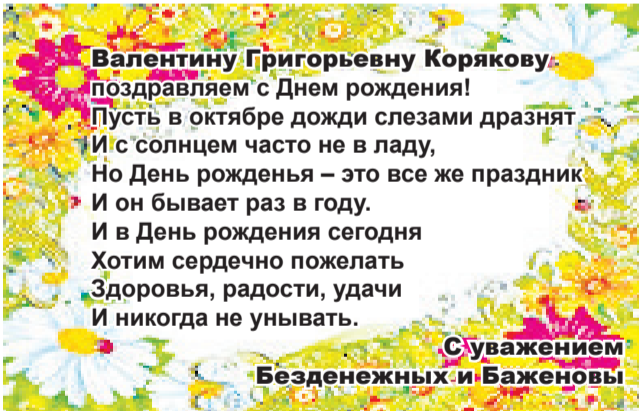 Валентину Григорьевну Корякову
поздравляем с Днем рождения!
Пусть в октябре дожди слезами дразнят
И с солнцем часто не в ладу,
Но День рожденья – это все же праздник
И он бывает раз в году.
И в День рождения сегодня
Хотим сердечно пожелать
Здоровья, радости, удачи
И никогда не унывать.
С уважением
Безденежных и Баженовы